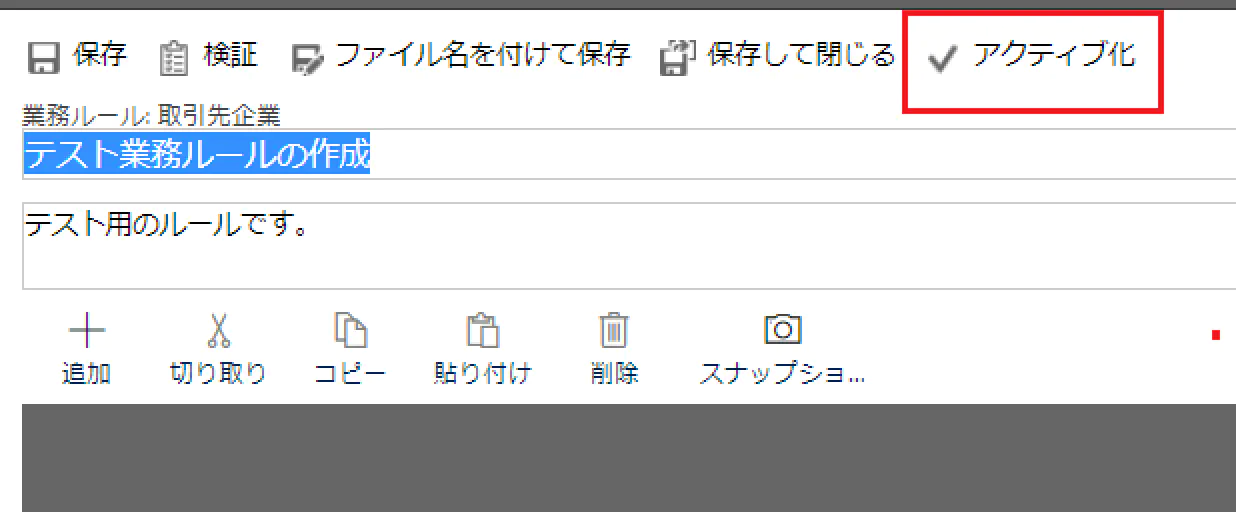 保存 検証 ファイル名を付けて保存 保存して閉じる アクティブ化
業務ルール: 取引先企業
テスト業務ルールの作成
テスト用のルールです。
追加 切り取り コピー 貼り付け 削除 スナップショ...